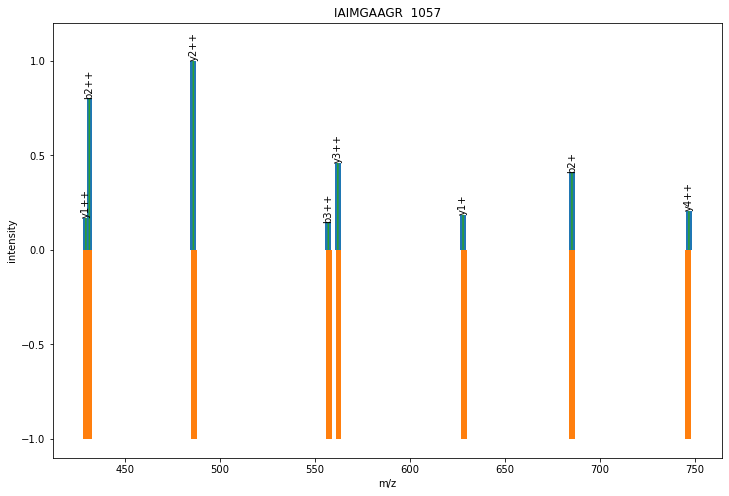 IAIMGAAGR  1057
y2++
b2++
y3++
b2+
y1++
b3++
y1+
y4++
intensity
1.0
0.5
0.0
−0.5
−1.0
450
500
550
600
650
700
750
m/z